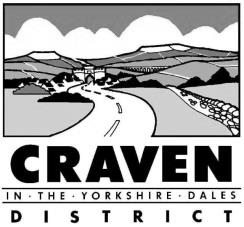 CRAVEN
IN · THE · YORKSHIRE · DALES
DISTRICT